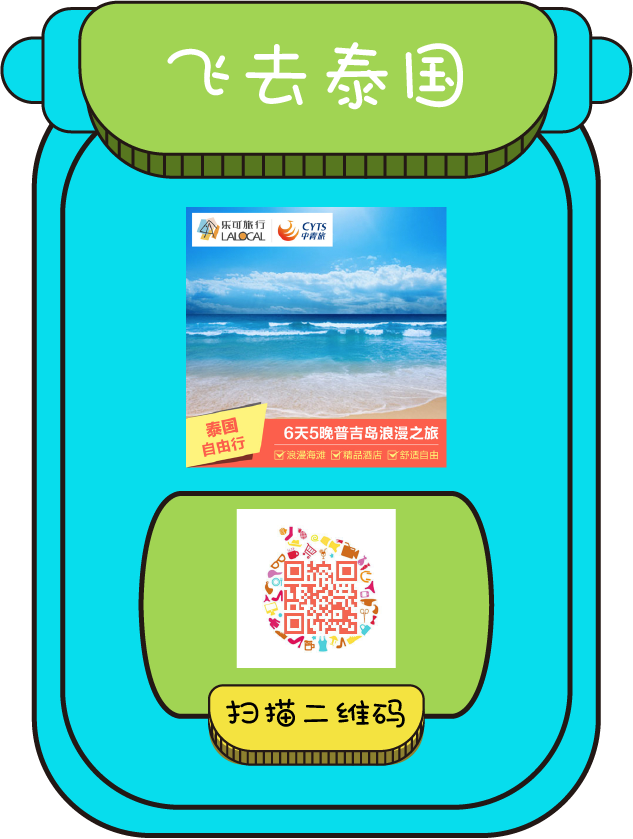 飞去泰国
乐可旅行
LALOCAL
CYTS
中青旅
泰国
自由行
6天5晚普吉岛浪漫之旅
浪漫海滩 精品酒店 舒适自由
扫描二维码